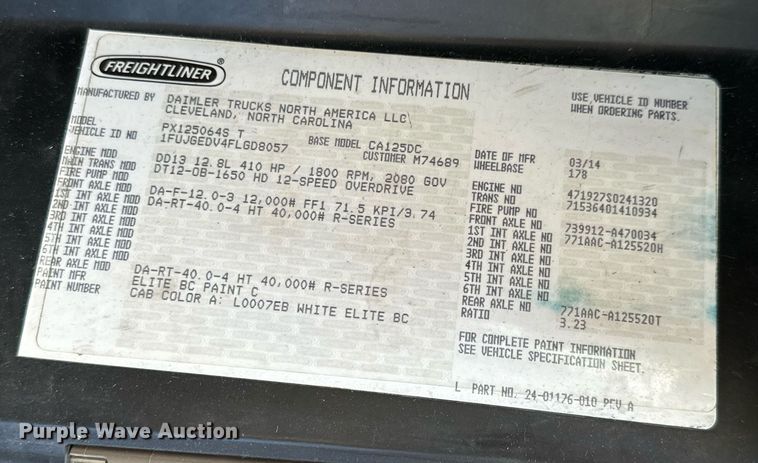 FREIGHTLINER ®
COMPONENT INFORMATION
USE VEHICLE ID NUMBER
WHEN ORDERING PARTS.
MANUFACTURED BY DAIMLER TRUCKS NORTH AMERICA LLC
CLEVELAND, NORTH CAROLINA
MODEL PX125064S T BASE MODEL CA125DC
VEHICLE ID NO 1FUJGEDV4FLGD8057 CUSTOMER M74689
DATE OF MFR 03/14
WHEELBASE 178
ENGINE MOD DD13 12.8L 410 HP / 1800 RPM, 2080 GOV
MAIN TRANS MOD DT12-OB-1650 HD 12-SPEED OVERDRIVE
FIRE PUMP MOD
FRONT AXLE MOD DA-F-12.0-3 12,000# FF1 71.5 KPI/3.74
1ST INT AXLE MOD DA-RT-40.0-4 HT 40,000# R-SERIES
2ND INT AXLE MOD
3RD INT AXLE MOD
4TH INT AXLE MOD
5TH INT AXLE MOD
6TH INT AXLE MOD
REAR AXLE MOD DA-RT-40.0-4 HT 40,000# R-SERIES
PAINT MFR ELITE BC PAINT C
PAINT NUMBER CAB COLOR A: L0007EB WHITE ELITE BC
ENGINE NO 471927S0241320
TRANS NO 71536401410934
FIRE PUMP NO
FRONT AXLE NO 739912-A470034
1ST INT AXLE NO 771AAC-A125520H
2ND INT AXLE NO
3RD INT AXLE NO
4TH INT AXLE NO
5TH INT AXLE NO
6TH INT AXLE NO
REAR AXLE NO 771AAC-A125520T
RATIO 3.23
FOR COMPLETE PAINT INFORMATION
SEE VEHICLE SPECIFICATION SHEET.
L PART NO. 24-01176-010 REV A
Purple Wave Auction